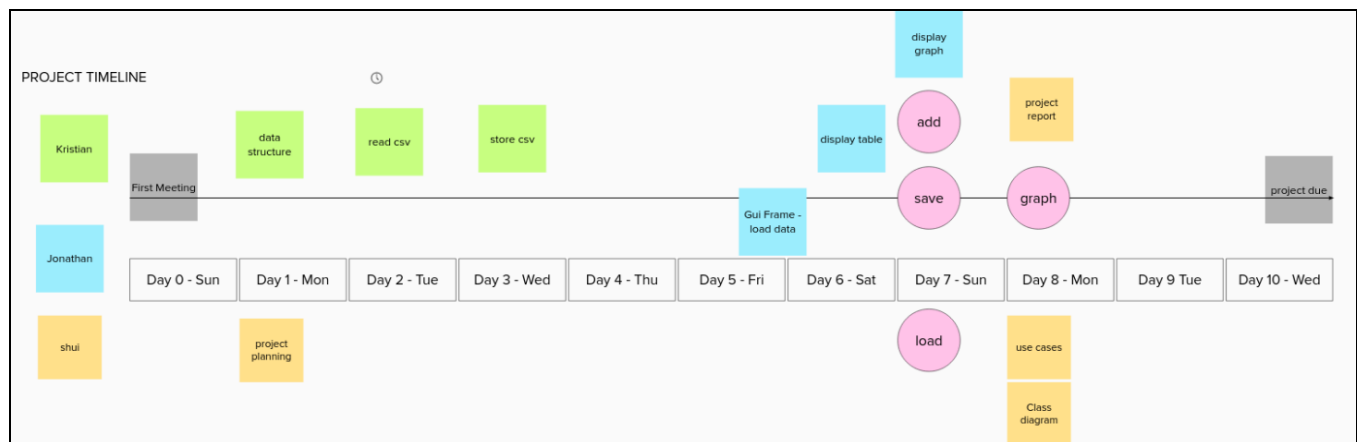 display
graph
PROJECT TIMELINE
project
report
add
data
structure
read csv
store csv
display table
Kristian
First Meeting
save
graph
project due
Gui Frame -
load data
Jonathan
Day 0 - Sun
Day 1 - Mon
Day 2 - Tue
Day 3 - Wed
Day 4 - Thu
Day 5 - Fri
Day 6 - Sat
Day 7 - Sun
Day 8 - Mon
Day 9 Tue
Day 10 - Wed
shui
project
planning
load
use cases
Class
diagram